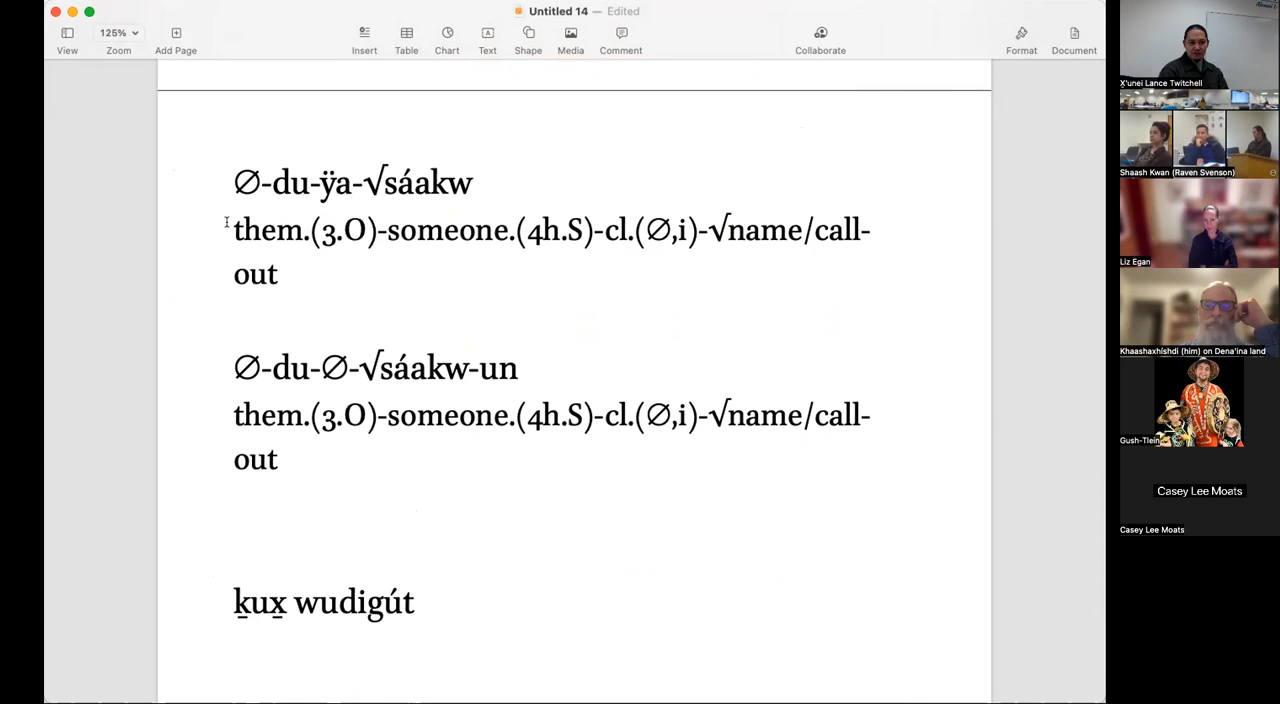 Untitled 14 — Edited
125%
View
Zoom
Add Page
Insert
Table
Chart
Text
Shape
Media
Comment
Collaborate
Format
Document
∅-du-ÿa-√sáakw
them.(3.O)-someone.(4h.S)-cl.(∅,i)-√name/call-
out
∅-du-∅-√sáakw-un
them.(3.O)-someone.(4h.S)-cl.(∅,i)-√name/call-
out
ḵux̱ wudigút
X̱'unei Lance Twitchell
Shaash Kwan (Raven Svenson)
Liz Egan
Khaashaxhíshdi (him) on Dena'ina land
Gush-Tlein
Casey Lee Moats
Casey Lee Moats